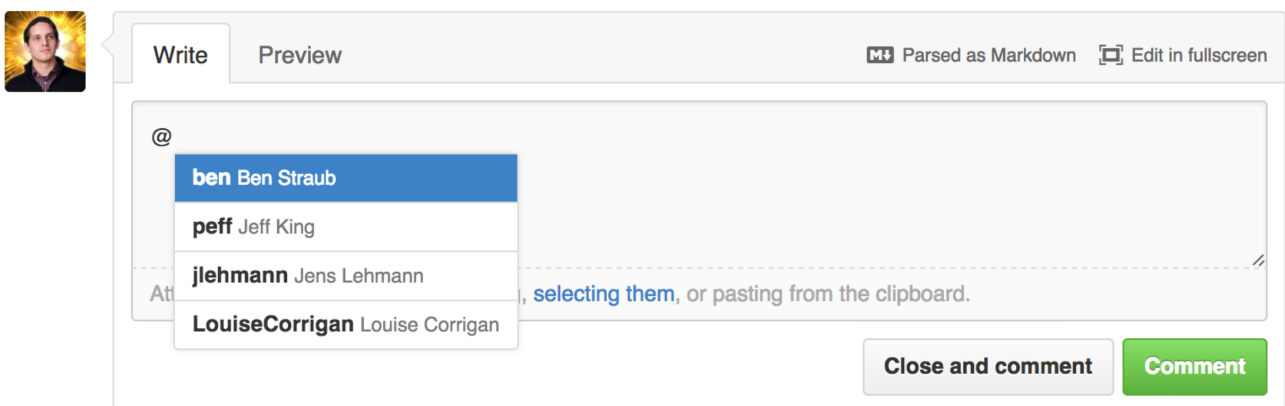 Write Preview M↓ Parsed as Markdown Edit in fullscreen
@
ben Ben Straub
peff Jeff King
jlehmann Jens Lehmann
selecting them, or pasting from the clipboard.
LouiseCorrigan Louise Corrigan
Close and comment Comment